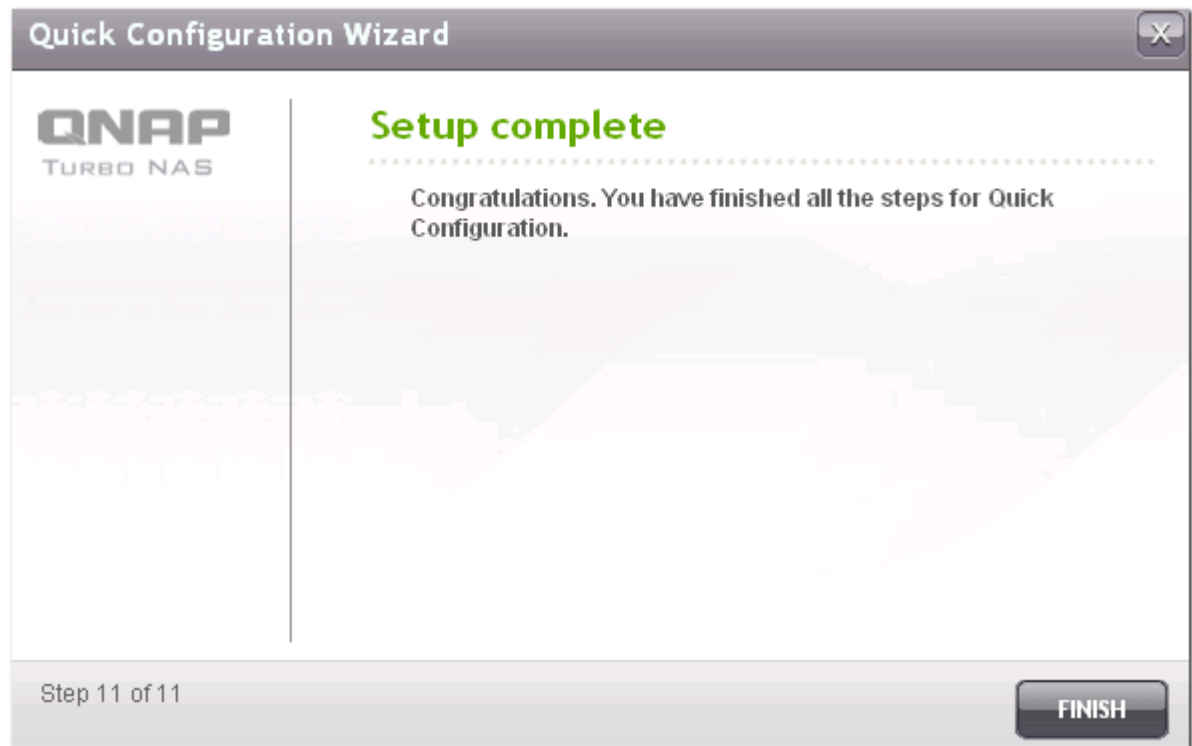 Quick Configuration Wizard
X
QNAP
TURBO NAS
Setup complete
Congratulations. You have finished all the steps for Quick
Configuration.
Step 11 of 11
FINISH